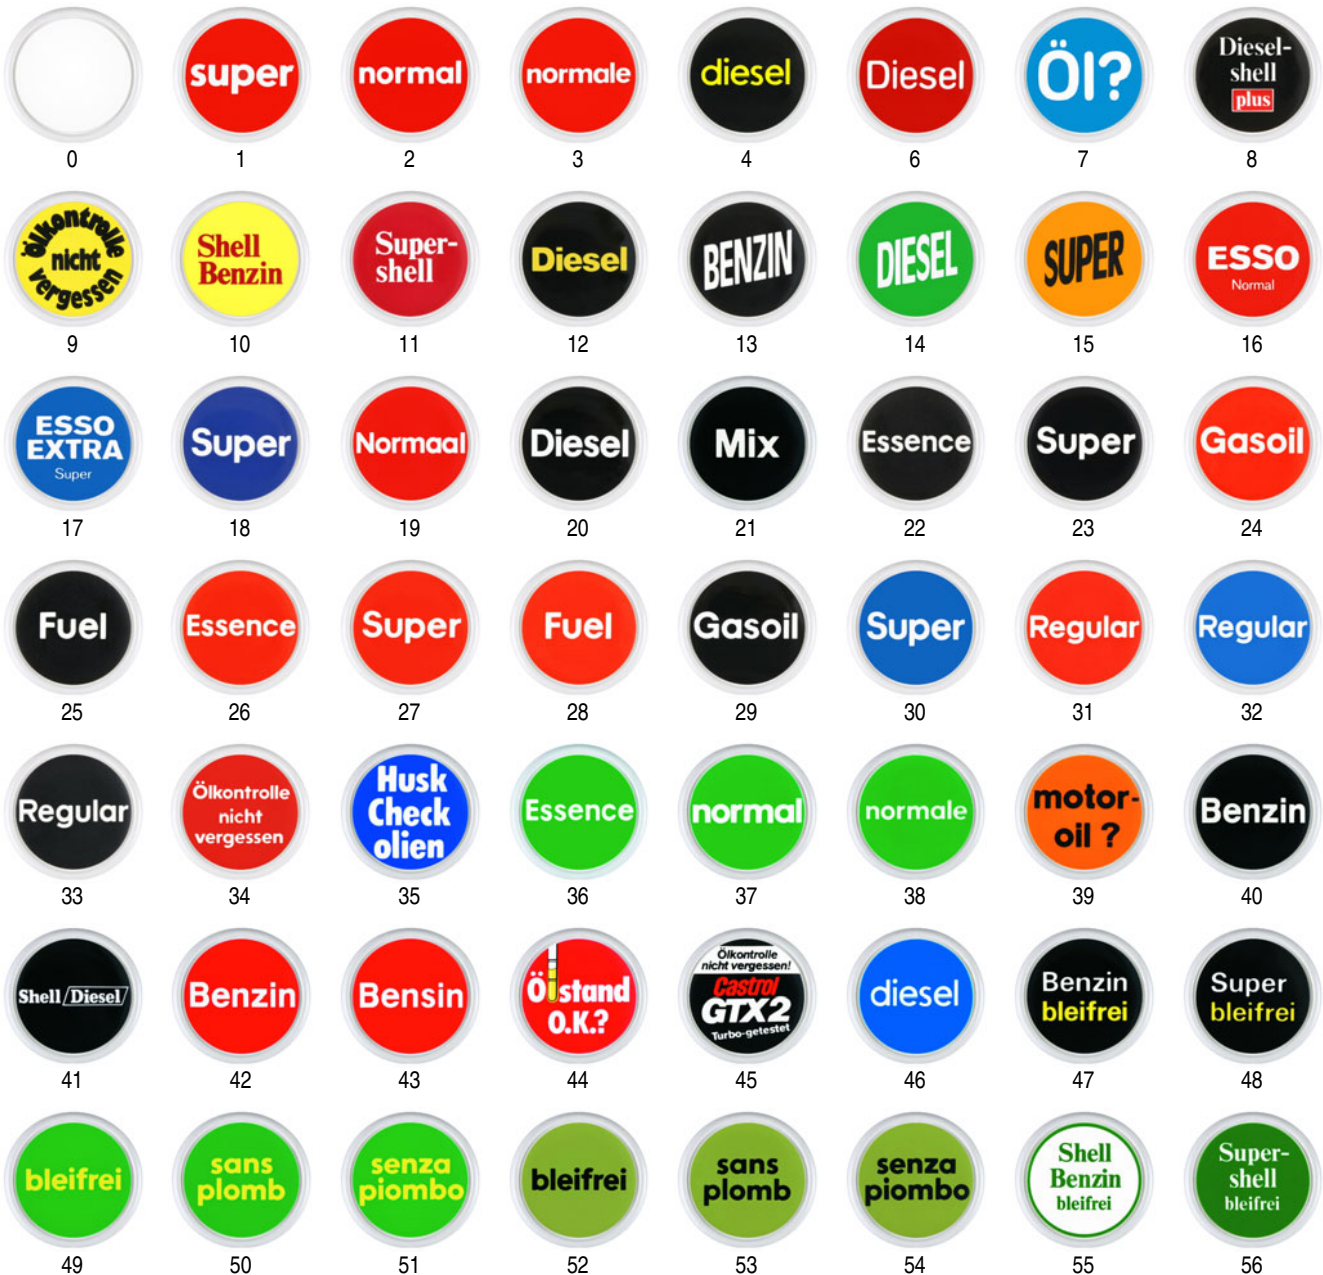 super
normal
normale
diesel
Diesel
Öl?
Diesel-
shell
plus
0
1
2
3
4
6
7
8
Ölkontrolle
nicht
vergessen
Shell
Benzin
Super-
shell
Diesel
BENZIN
DIESEL
SUPER
ESSO
Normal
9
10
11
12
13
14
15
16
ESSO
EXTRA
Super
Super
Normaal
Diesel
Mix
Essence
Super
Gasoil
17
18
19
20
21
22
23
24
Fuel
Essence
Super
Fuel
Gasoil
Super
Regular
Regular
25
26
27
28
29
30
31
32
Regular
Ölkontrolle
nicht
vergessen
Husk
Check
olien
Essence
normal
normale
motor-
oil ?
Benzin
33
34
35
36
37
38
39
40
Shell Diesel
Benzin
Bensin
Ölstand
O.K.?
Ölkontrolle
nicht vergessen!
Castrol
GTX2
Turbo-getestet
diesel
Benzin
bleifrei
Super
bleifrei
41
42
43
44
45
46
47
48
bleifrei
sans
plomb
senza
piombo
bleifrei
sans
plomb
senza
piombo
Shell
Benzin
bleifrei
Super-
shell
bleifrei
49
50
51
52
53
54
55
56